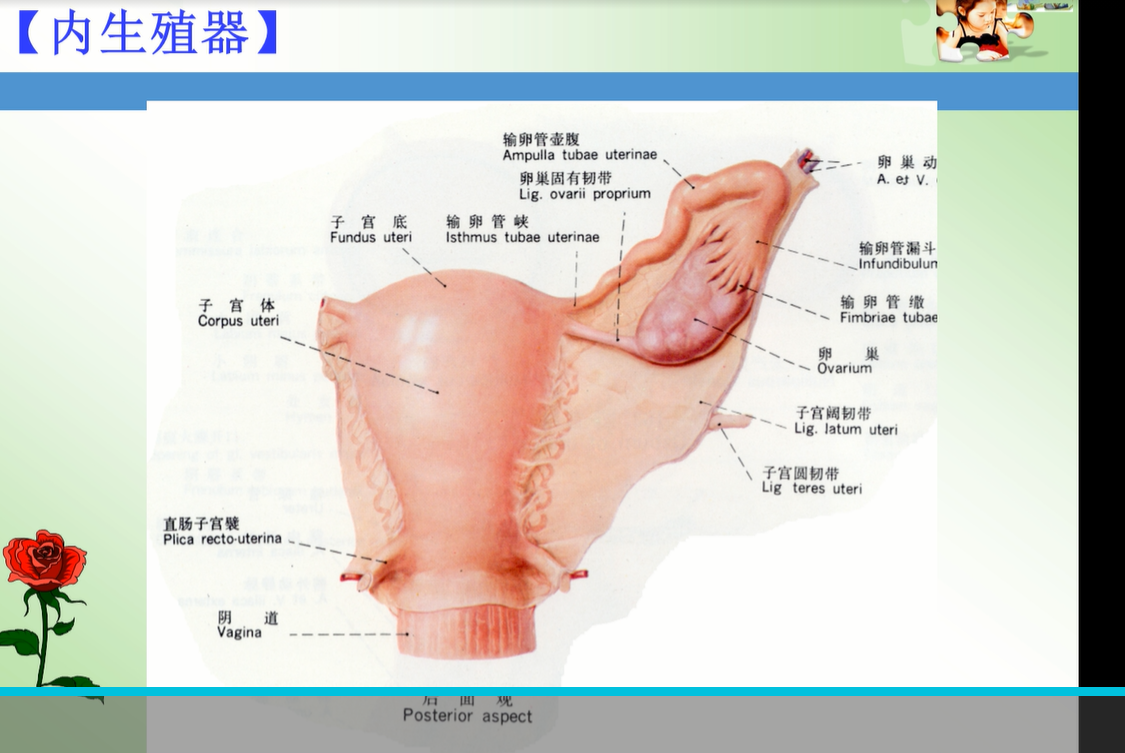 【内生殖器】
输卵管壶腹
Ampulla tubae uterinae
卵巢固有韧带
Lig. ovarii proprium
卵 巢 动
A. et V.
子 宫 底
Fundus uteri
输 卵 管 峡
Isthmus tubae uterinae
输卵管漏斗
Infundibulum
子 宫 体
Corpus uteri
输 卵 管
Fimbriae tubae
卵 巢
Ovarium
子宫阔韧带
Lig. latum uteri
子宫圆韧带
Lig teres uteri
直肠子宫襞
Plica recto-uterina
阴 道
Vagina
后 面 观
Posterior aspect